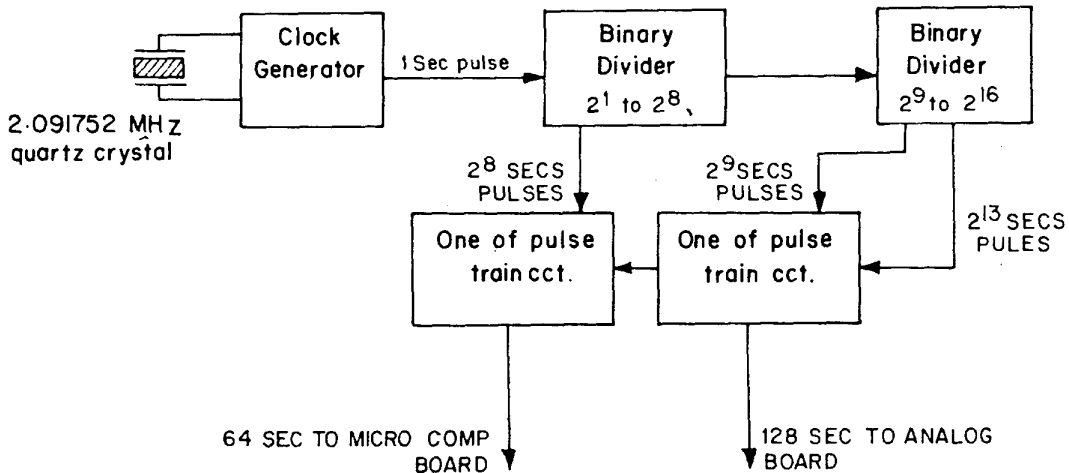 Clock
Generator
1 Sec pulse
Binary
Divider
2¹ to 2⁸
Binary
Divider
2⁹ to 2¹⁶
2.091752 MHz
quartz crystal
2⁸ SECS
PULSES
2⁹SECS
PULSES
2¹³ SECS
PULES
One of pulse
train cct.
One of pulse
train cct.
64 SEC TO MICRO COMP
BOARD
128 SEC TO ANALOG
BOARD